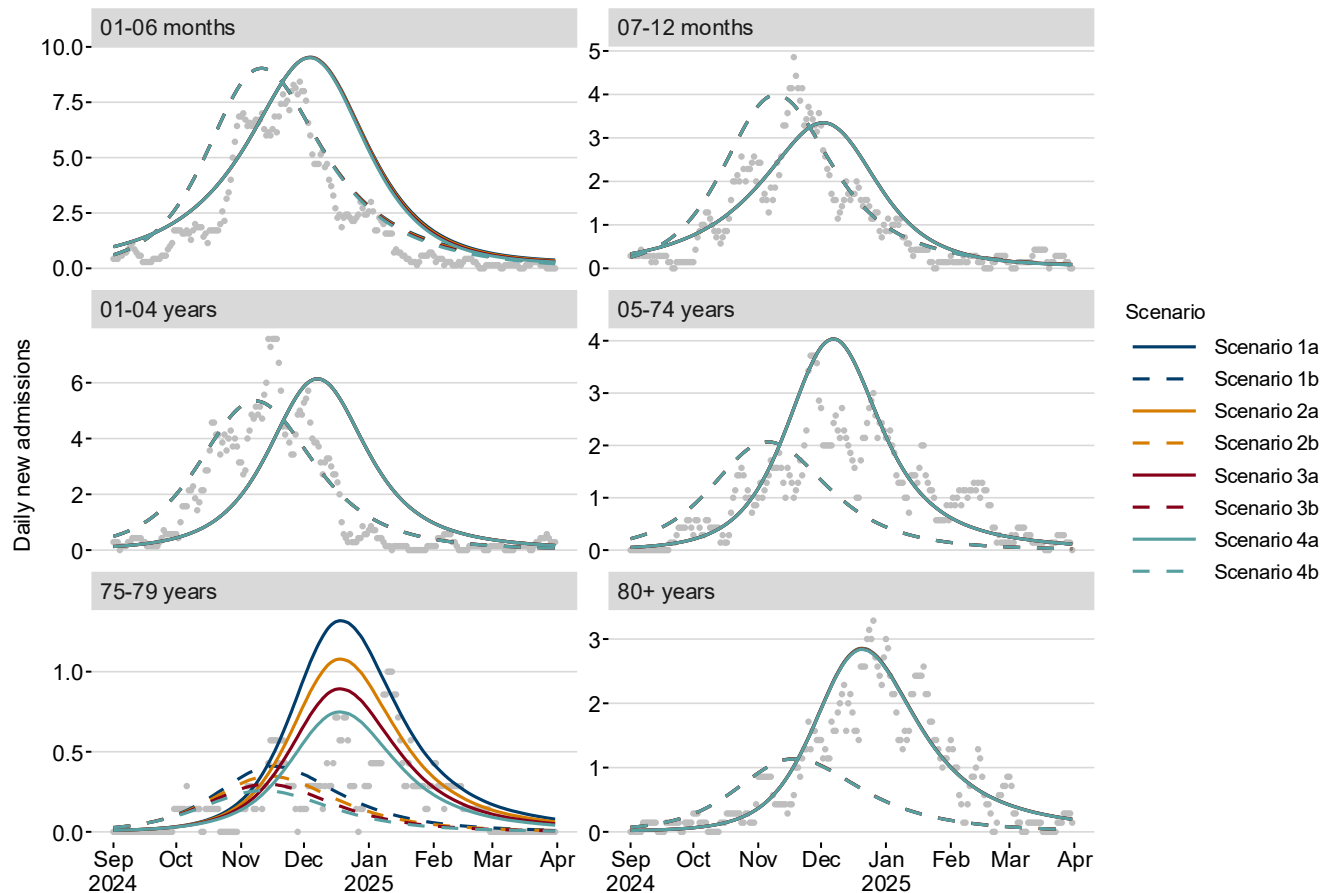 01-06 months
07-12 months
10.0
7.5
5.0
2.5
0.0
5
4
3
2
1
0
01-04 years
05-74 years
6
4
2
0
4
3
2
1
0
75-79 years
80+ years
1.0
0.5
0.0
3
2
1
0
Sep Oct Nov Dec Jan Feb Mar Apr
2024 2025
Sep Oct Nov Dec Jan Feb Mar Apr
2024 2025
Daily new admissions
Scenario
Scenario 1a
Scenario 1b
Scenario 2a
Scenario 2b
Scenario 3a
Scenario 3b
Scenario 4a
Scenario 4b